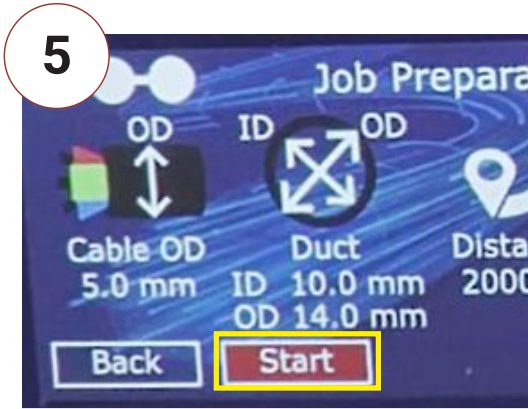 5
Job Prepara
OD
ID
OD
Cable OD
5.0 mm
Duct
ID 10.0 mm
OD 14.0 mm
Dista
2000
Back
Start